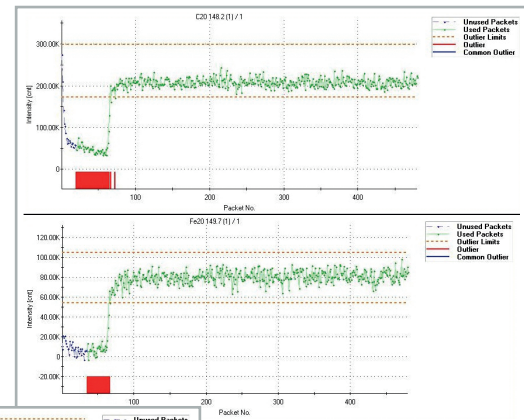 C20 148.2 (1) / 1
Unused Packets
Used Packets
Outlier Limits
Outlier
Common Outlier
Intensity [cnt]
300.00K
200.00K
100.00K
0
100
200
300
400
Packet No.
Fe20 149.7 (1) / 1
Unused Packets
Used Packets
Outlier Limits
Outlier
Common Outlier
Intensity [cnt]
120.00K
100.00K
80.00K
60.00K
40.00K
20.00K
0
-20.00K
100
200
300
400
Packet No.
Unused Packets